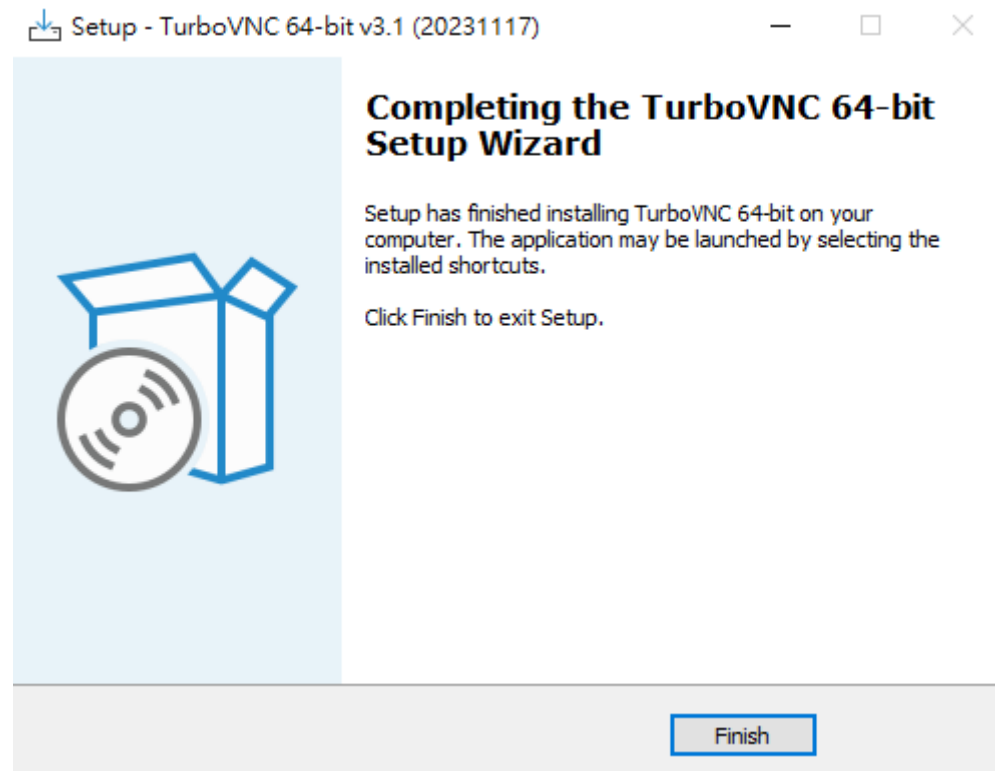 Setup - TurboVNC 64-bit v3.1 (20231117)
Completing the TurboVNC 64-bit
Setup Wizard
Setup has finished installing TurboVNC 64-bit on your
computer. The application may be launched by selecting the
installed shortcuts.
Click Finish to exit Setup.
Finish